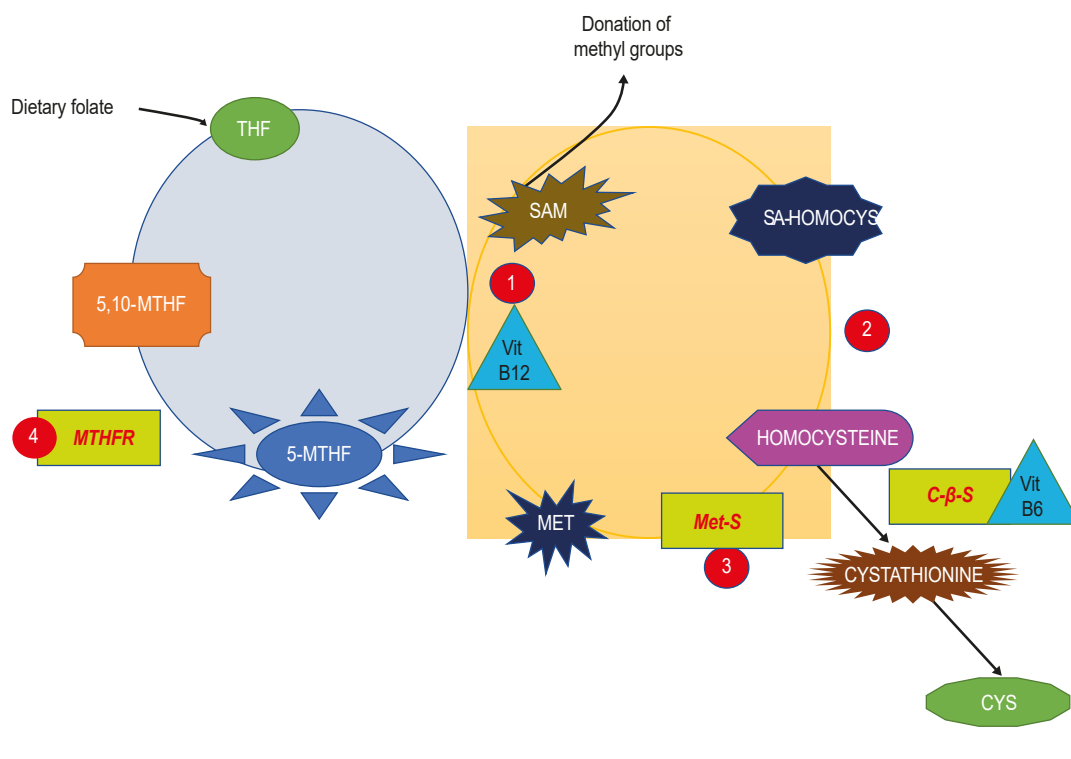 Donation of
methyl groups
Dietary folate
THF
SAM
SA-HOMOCYS
1
5,10-MTHF
2
Vit
B12
4
MTHFR
5-MTHF
HOMOCYSTEINE
C-β-S
Vit
B6
MET
Met-S
3
CYSTATHIONINE
CYS